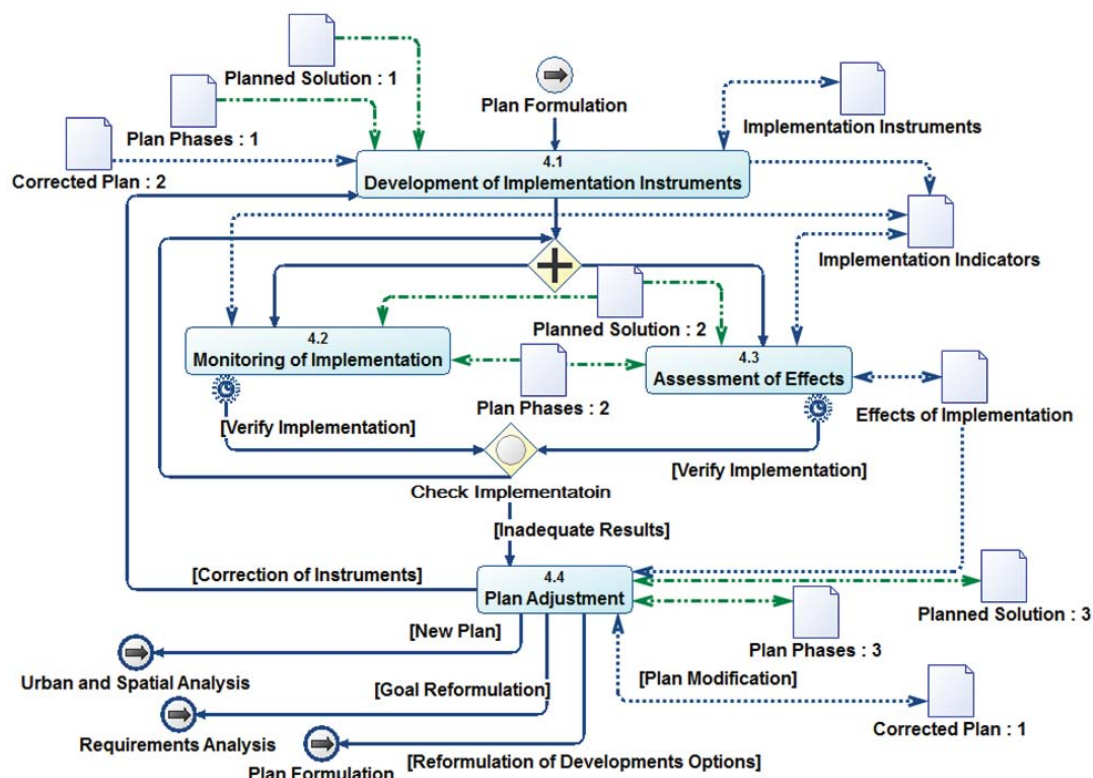 Planned Solution : 1
Plan Formulation
Plan Phases : 1
Implementation Instruments
Corrected Plan : 2
4.1
Development of Implementation Instruments
Implementation Indicators
Planned Solution : 2
4.2
Monitoring of Implementation
4.3
Assessment of Effects
Plan Phases : 2
Effects of Implementation
[Verify Implementation]
[Verify Implementation]
Check Implementatoin
[Inadequate Results]
[Correction of Instruments]
4.4
Plan Adjustment
Planned Solution : 3
[New Plan]
Plan Phases : 3
Urban and Spatial Analysis
[Goal Reformulation]
[Plan Modification]
Corrected Plan : 1
Requirements Analysis
Plan Formulation
[Reformulation of Developments Options]